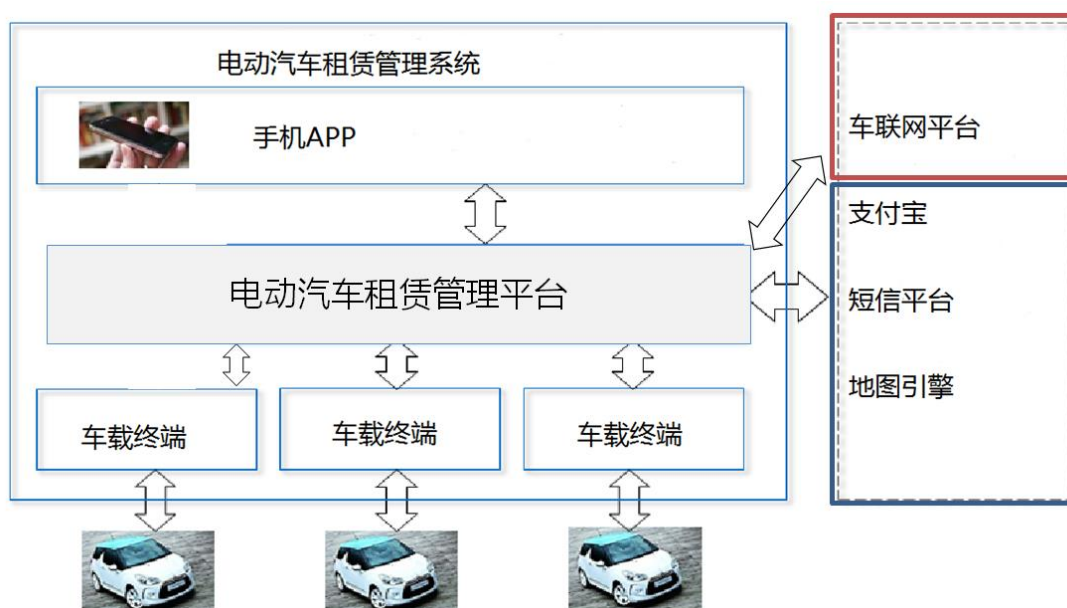 电动汽车租赁管理系统
手机APP
电动汽车租赁管理平台
车载终端
车载终端
车载终端
车联网平台
支付宝
短信平台
地图引擎